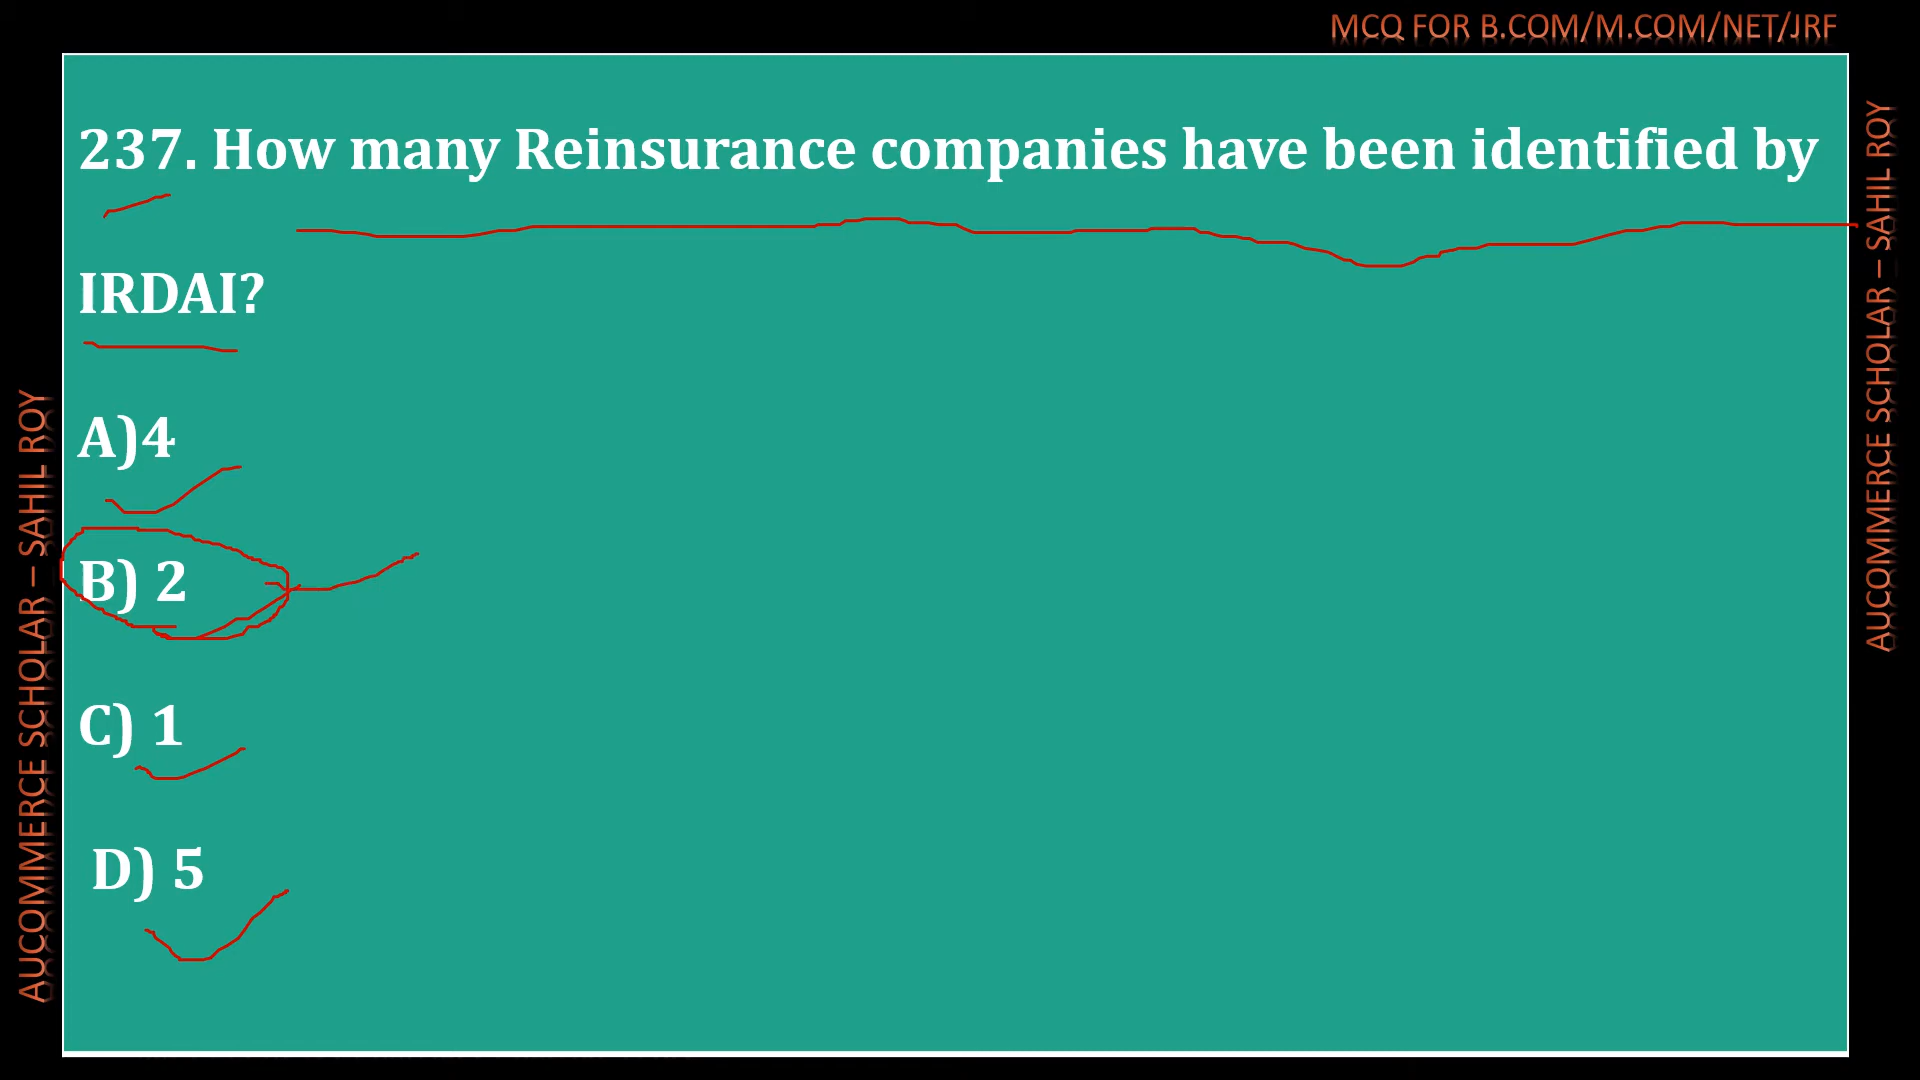 MCQ FOR B.COM/M.COM/NET/JRF
237. How many Reinsurance companies have been identified by
IRDAI?
A)4
B) 2
C) 1
D) 5
AUCOMMERCE SCHOLAR – SAHIL ROY
AUCOMMERCE SCHOLAR – SAHIL ROY